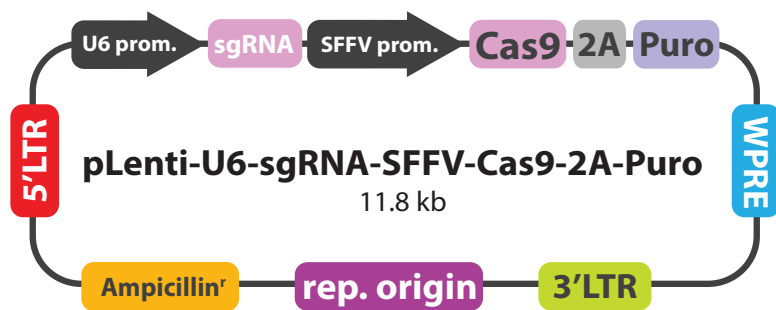 U6 prom.
sgRNA
SFFV prom.
Cas9
2A
Puro
5'LTR
pLenti-U6-sgRNA-SFFV-Cas9-2A-Puro
11.8 kb
WPRE
Ampicillinʳ
rep. origin
3'LTR